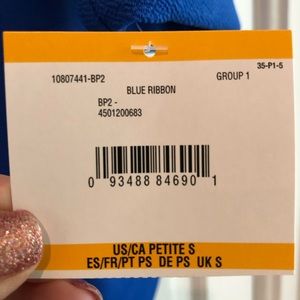 35-P1-5
10807441-BP2 GROUP 1
BLUE RIBBON
BP2 -
4501200683
0 93488 84690 1
US/CA PETITE S
ES/FR/PT PS DE PS UK S